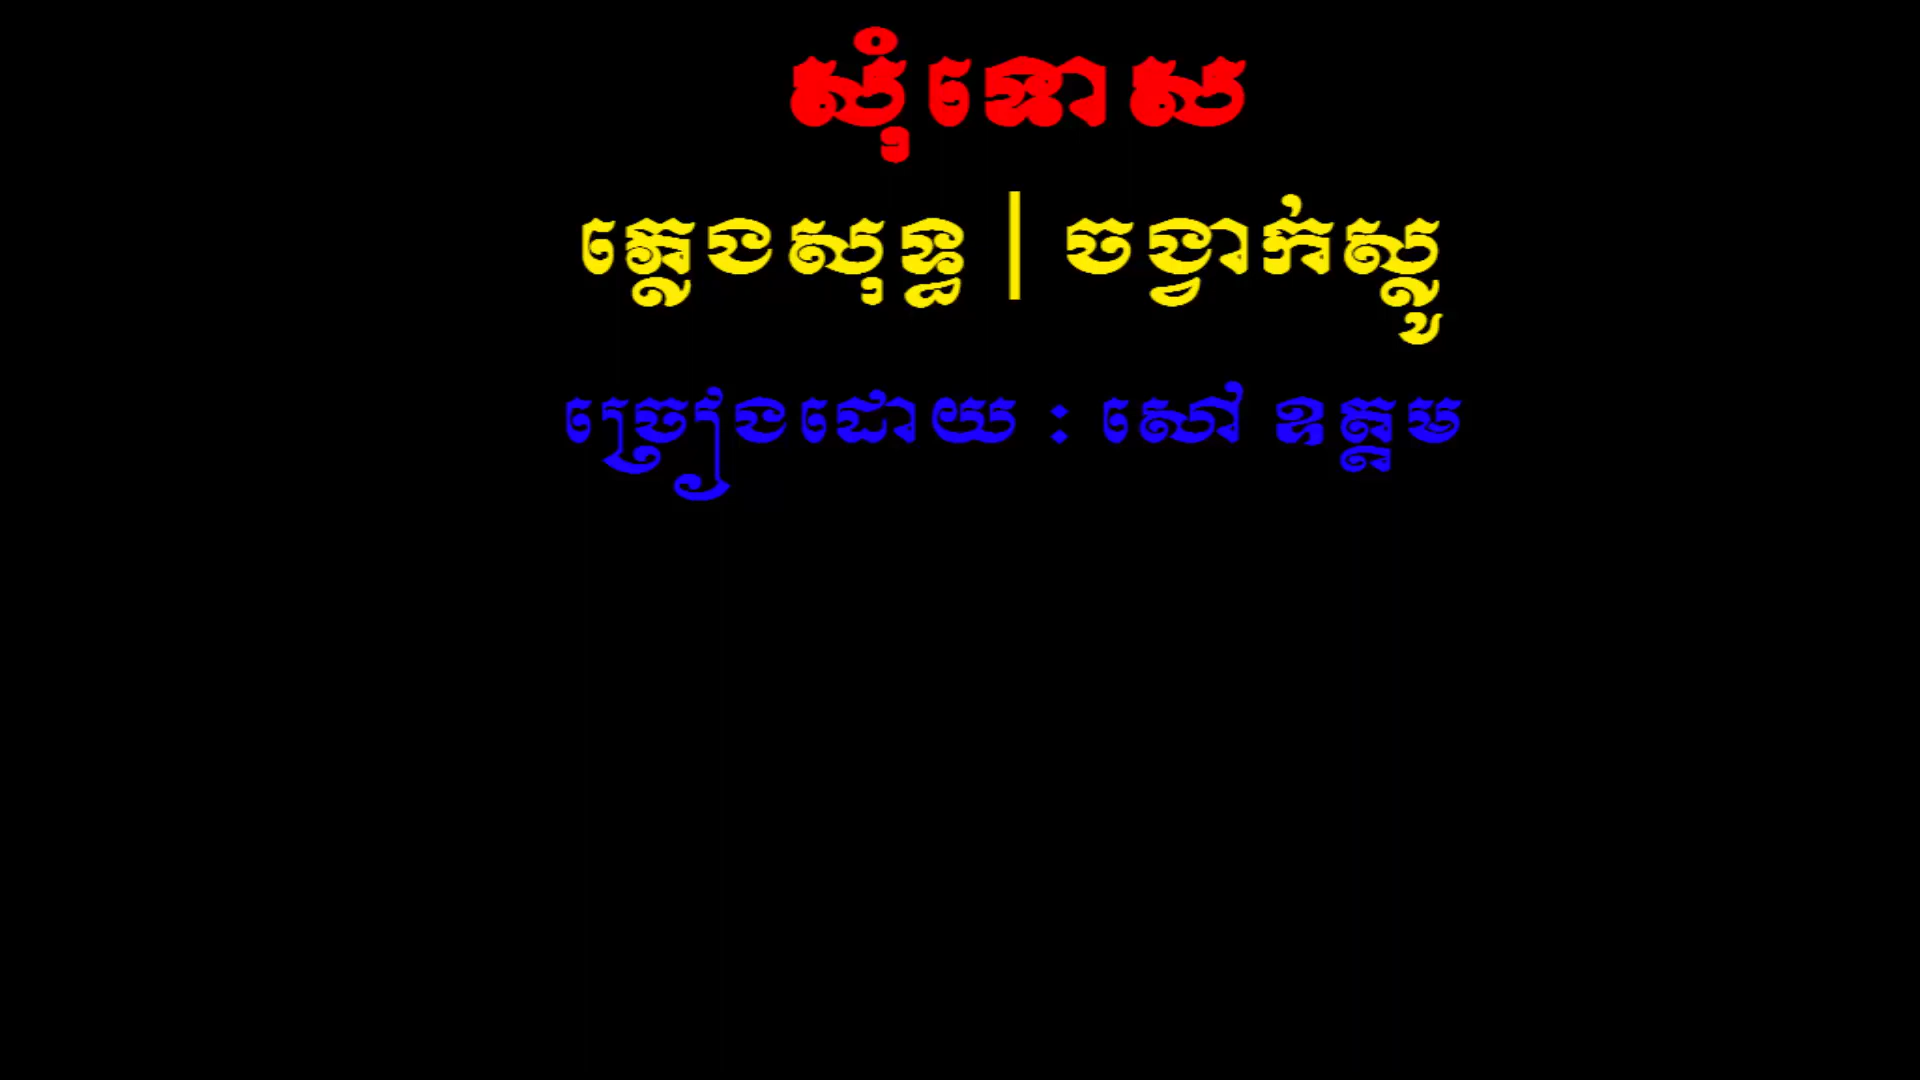 សុំទោស
ភ្លេងសុទ្ធ | ចង្វាក់ស្លូ
ច្រៀងដោយ : សៅ ឧត្តម